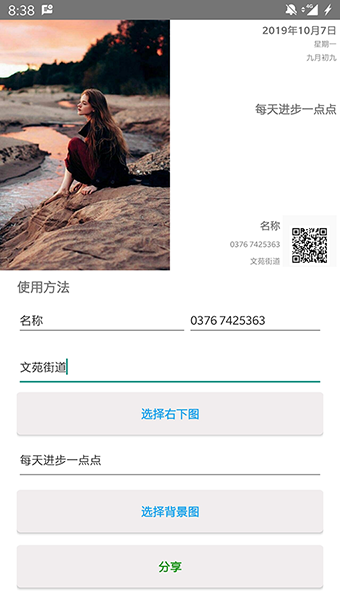 8:38
4G
2019年10月7日
星期一
九月初九
每天进步一点点
名称
0376 7425363
文苑街道
使用方法
名称
0376 7425363
文苑街道
选择右下图
每天进步一点点
选择背景图
分享